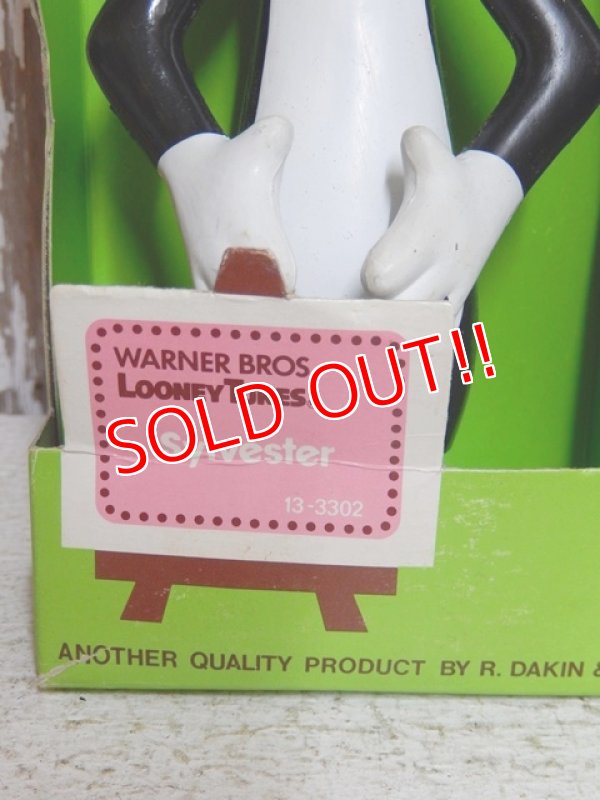 WARNER BROS
LOONEY TUNES
Sylvester
13-3302
SOLD OUT!!
ANOTHER QUALITY PRODUCT BY R. DAKIN &